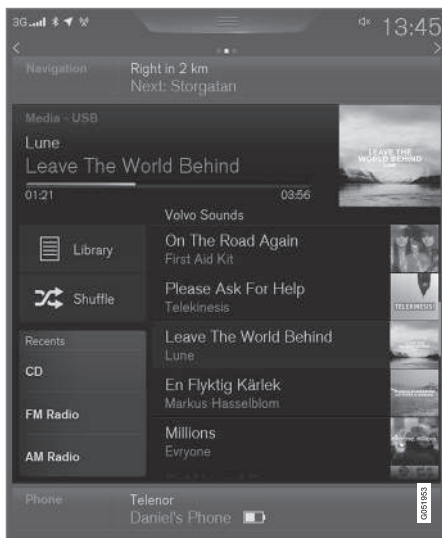 3G 13:45
Navigation Right in 2 km
Next: Storgatan
Media - USB
Lune
Leave The World Behind
01:21 03:56
LEAVE THE
WORLD BEHIND
LUNE
Volvo Sounds
Library
Shuffle
On The Road Again
First Aid Kit
Please Ask For Help
Telekinesis
TELEKINESIS!
Leave The World Behind
Lune
En Flyktig Kärlek
Markus Hasselblom
Millions
Evryone
Recents
CD
FM Radio
AM Radio
Phone Telenor
Daniel's Phone
G051953